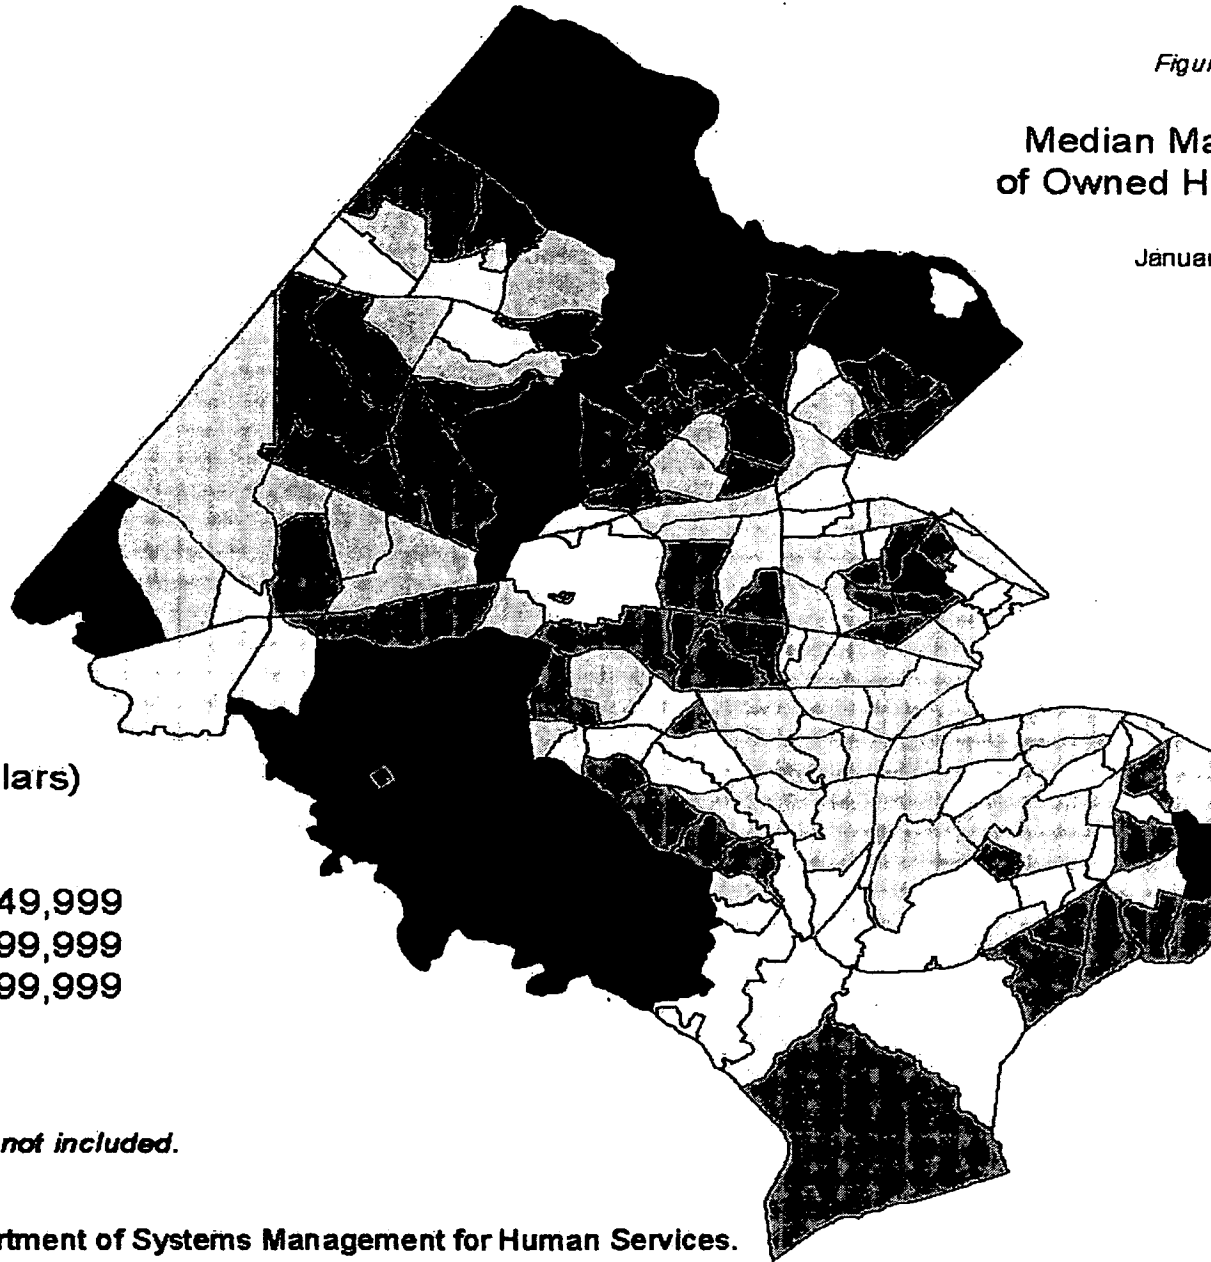 Figur
Median Ma
of Owned H
Januar
lars)
49,999
99,999
99,999
not included.
rtment of Systems Management for Human Services.